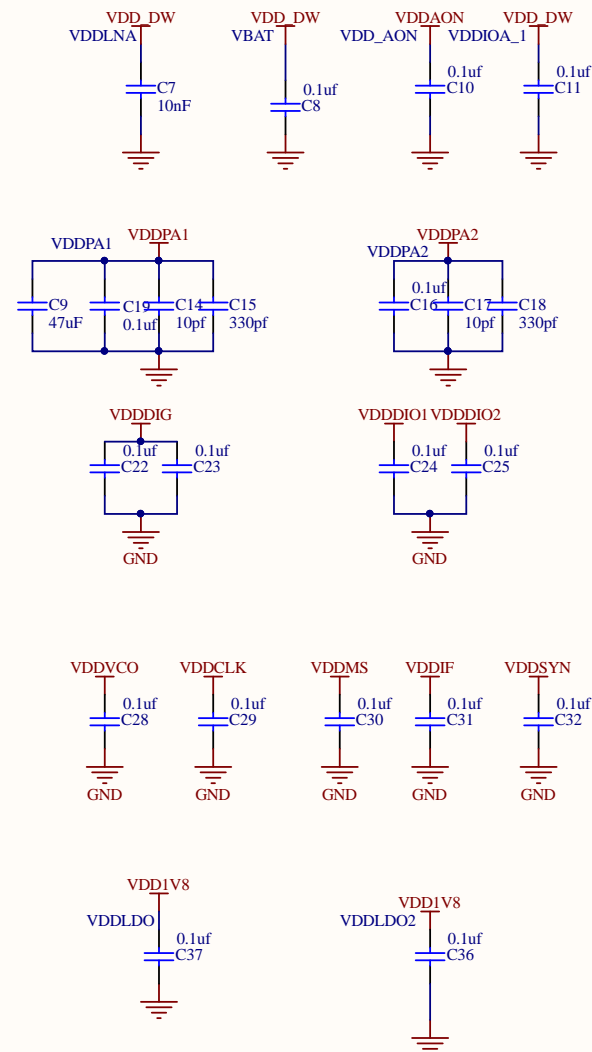 VDD_DW
VDDLNA
C7
10nF
VDD_DW
VBAT
0.1uf
C8
VDDAON
VDD_AON
0.1uf
C10
VDD_DW
VDDIOA_1
0.1uf
C11
VDDPA1
VDDPA1
C9
47uF
C19
0.1uf
C14
10pf
C15
330pf
VDDPA2
VDDPA2
0.1uf
C16
C17
10pf
C18
330pf
VDDDIG
0.1uf
C22
0.1uf
C23
GND
VDDDIO1
VDDDIO2
0.1uf
C24
0.1uf
C25
GND
VDDVCO
0.1uf
C28
GND
VDDCLK
0.1uf
C29
GND
VDDMS
0.1uf
C30
GND
VDDIF
0.1uf
C31
GND
VDDSYN
0.1uf
C32
GND
VDD1V8
VDDLDO
0.1uf
C37
VDD1V8
VDDLDO2
0.1uf
C36